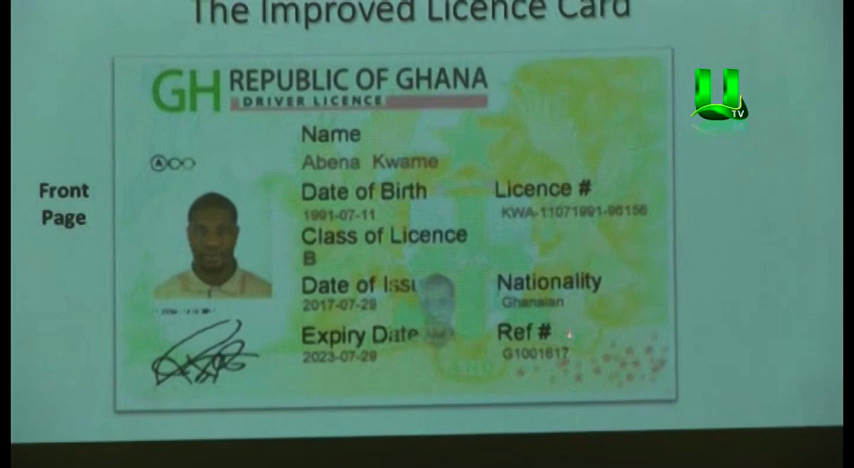 The Improved Licence Card
GH REPUBLIC OF GHANA
DRIVER LICENCE
TV
Name
Abena Kwame
Front
Page
Date of Birth
Licence #
1991-07-11
KWA-11071991-96156
Class of Licence
B
Date of Issu
Nationality
2017-07-29
Ghanaian
Expiry Date
Ref #
2023-07-29
G1001617